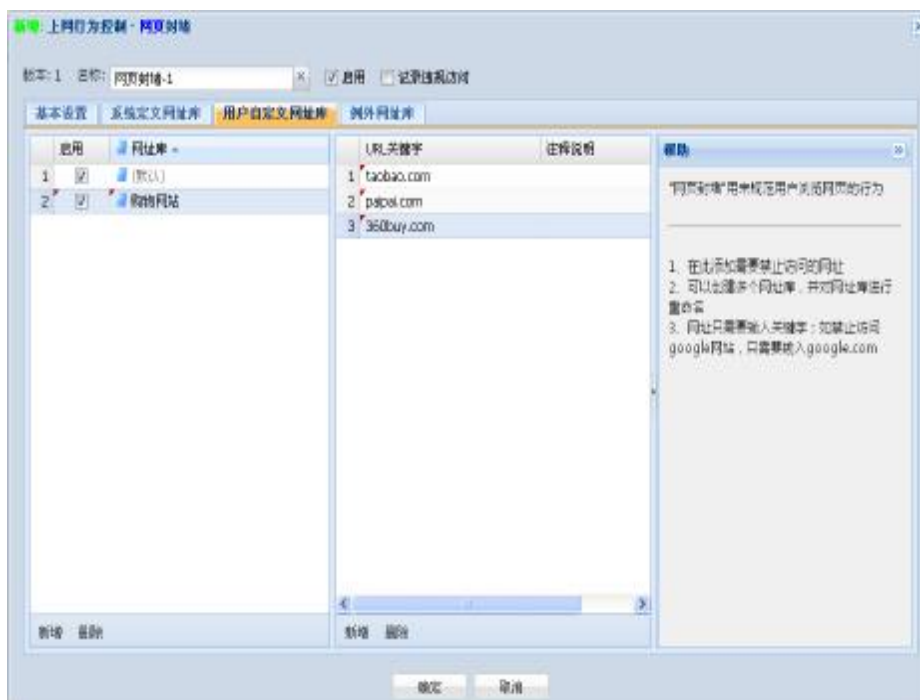 新增: 上网行为控制 - 网页封堵
版本: 1 名称: 网页封堵-1 启用 记录违规访问
基本设置 系统定义网址库 用户自定义网址库 例外网址库
启用 网址库
1 (默认)
2 购物网站
URL关键字 注释说明
1 taobao.com
2 paipai.com
3 360buy.com
新增 删除
新增 删除
帮助
"网页封堵"用来规范用户浏览网页的行为
1、在此添加需要禁止访问的网址
2、可以创建多个网址库，并对网址库进行
重命名
3、网址只需要输入关键字；如禁止访问
google网站，只需要输入google.com
确定 取消